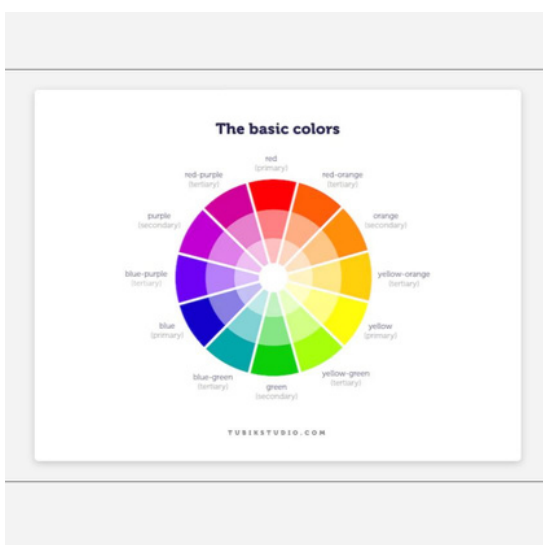 The basic colors
red
(primary)
red-purple
(tertiary)
red-orange
(tertiary)
purple
(secondary)
orange
(secondary)
blue-purple
(tertiary)
yellow-orange
(tertiary)
blue
(primary)
yellow
(primary)
blue-green
(tertiary)
yellow-green
(tertiary)
green
(secondary)
TUBIKSTUDIO.COM